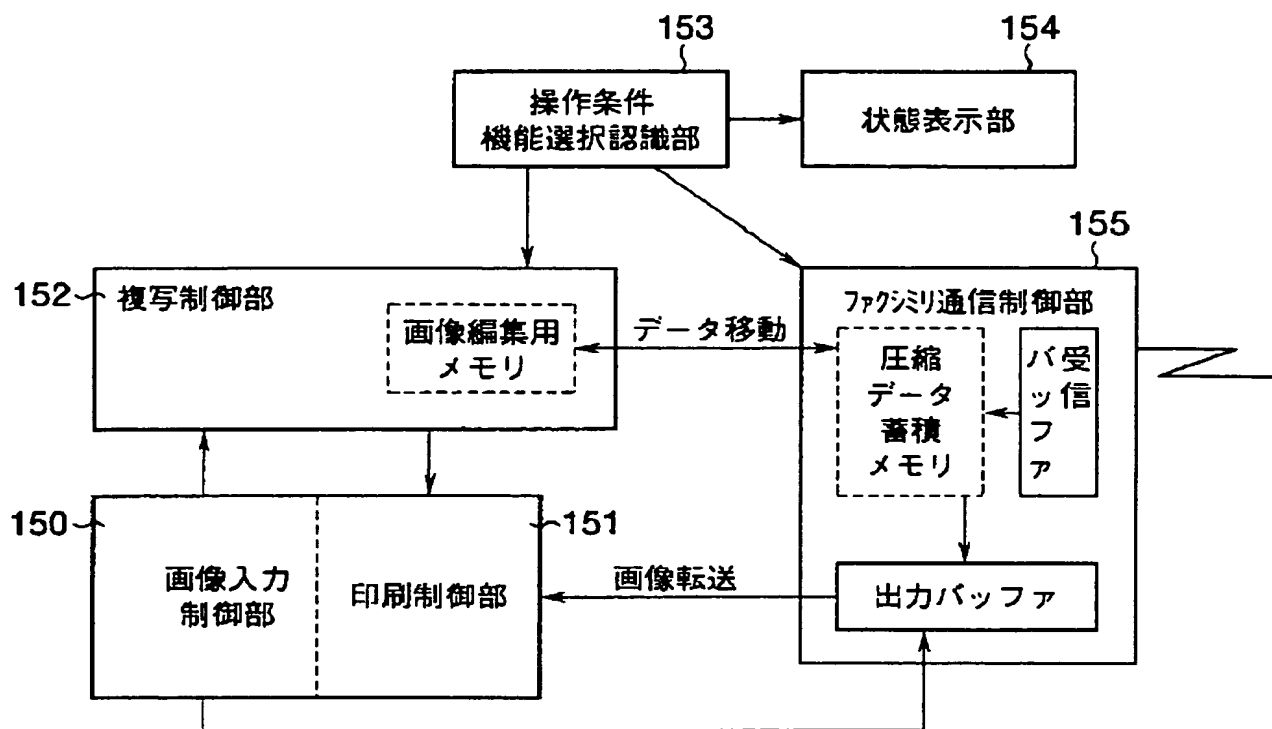 153
154
操作条件
機能選択認識部
状態表示部
155
152
複写制御部
ﾌｧｸｼﾐﾘ通信制御部
画像編集用
メモリ
データ移動
圧縮
データ
蓄積
メモリ
受信
バッファ
150
151
画像入力
制御部
印刷制御部
画像転送
出力バッファ